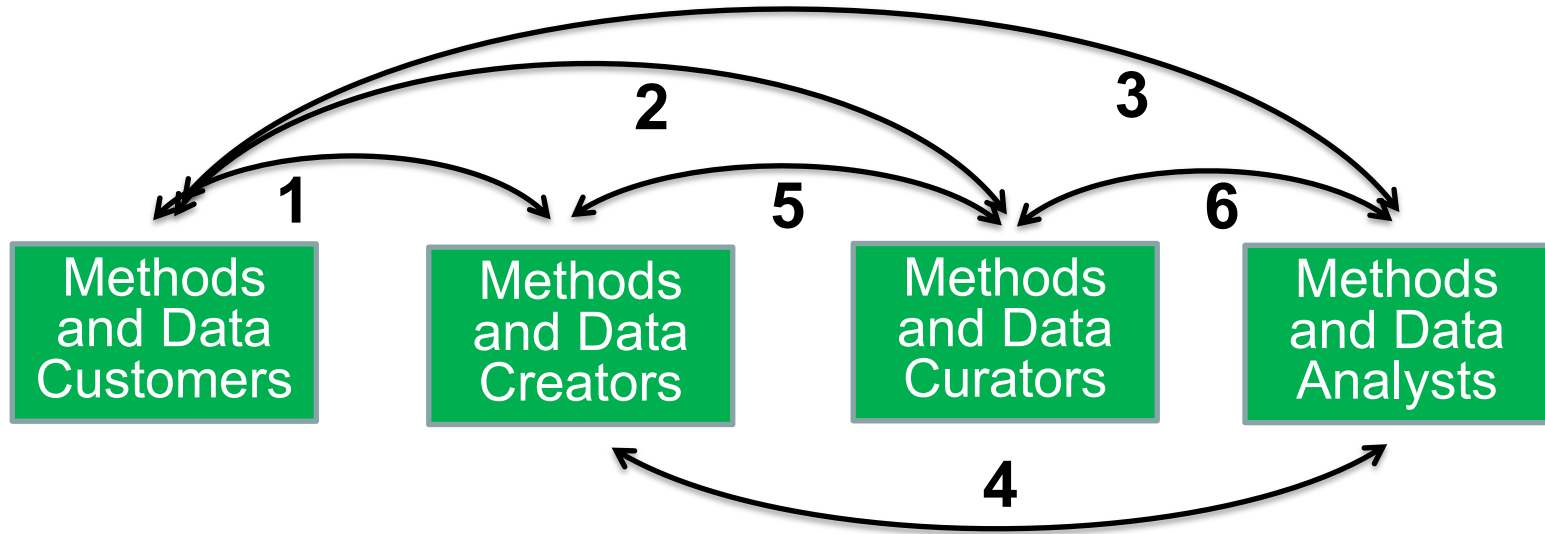 3
2
1
5
6
Methods
and Data
Customers
Methods
and Data
Creators
Methods
and Data
Curators
Methods
and Data
Analysts
4